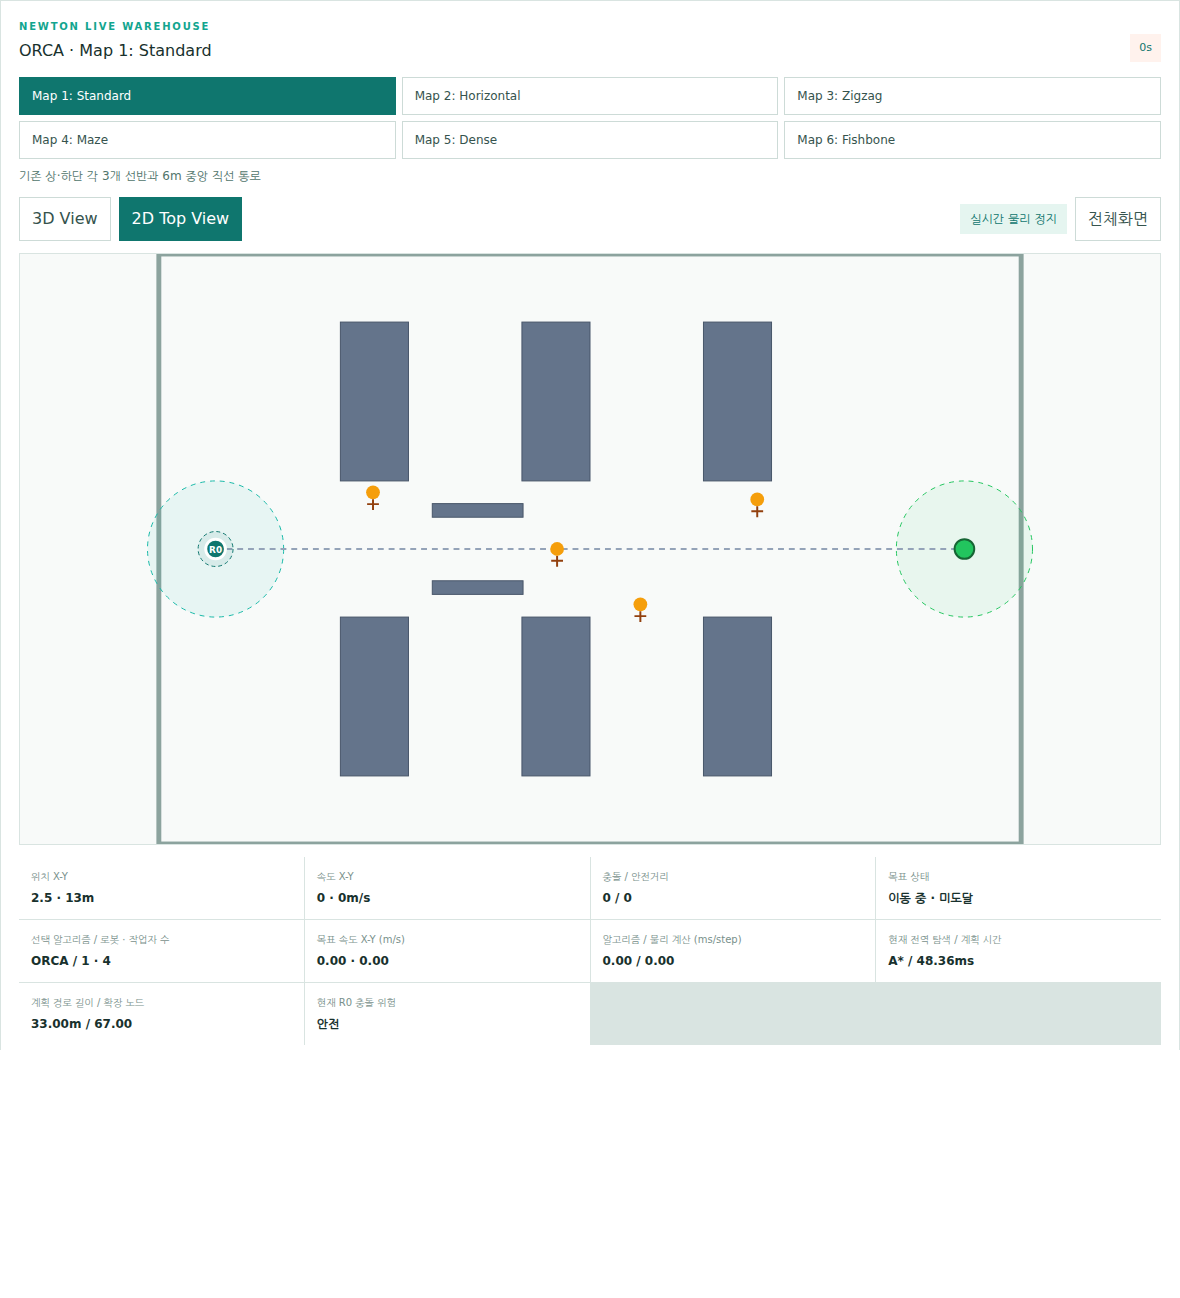 NEWTON LIVE WAREHOUSE
ORCA · Map 1: Standard
0s
Map 1: Standard
Map 2: Horizontal
Map 3: Zigzag
Map 4: Maze
Map 5: Dense
Map 6: Fishbone
기존 상·하단 각 3개 선반과 6m 중앙 직선 통로
3D View
2D Top View
실시간 물리 정지
전체화면
R0
위치 X-Y
2.5 · 13m
속도 X-Y
0 · 0m/s
충돌 / 안전거리
0 / 0
목표 상태
이동 중 · 미도달
선택 알고리즘 / 로봇 · 작업자 수
ORCA / 1 · 4
목표 속도 X-Y (m/s)
0.00 · 0.00
알고리즘 / 물리 계산 (ms/step)
0.00 / 0.00
현재 전역 탐색 / 계획 시간
A* / 48.36ms
계획 경로 길이 / 확장 노드
33.00m / 67.00
현재 R0 충돌 위험
안전